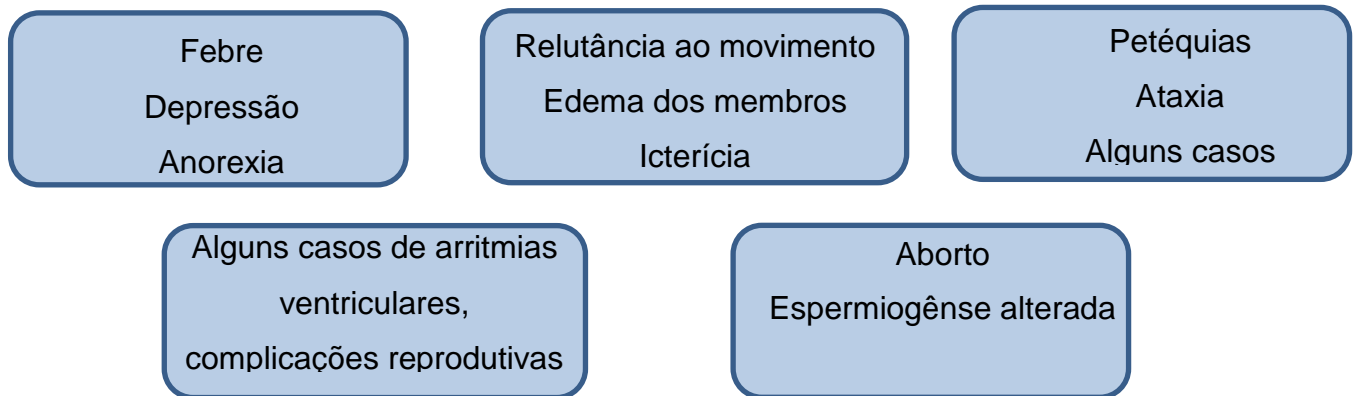 Febre
Depressão
Anorexia
Relutância ao movimento
Edema dos membros
Icterícia
Petéquias
Ataxia
Alguns casos
Alguns casos de arritmias
ventriculares,
complicações reprodutivas
Aborto
Espermiogênse alterada